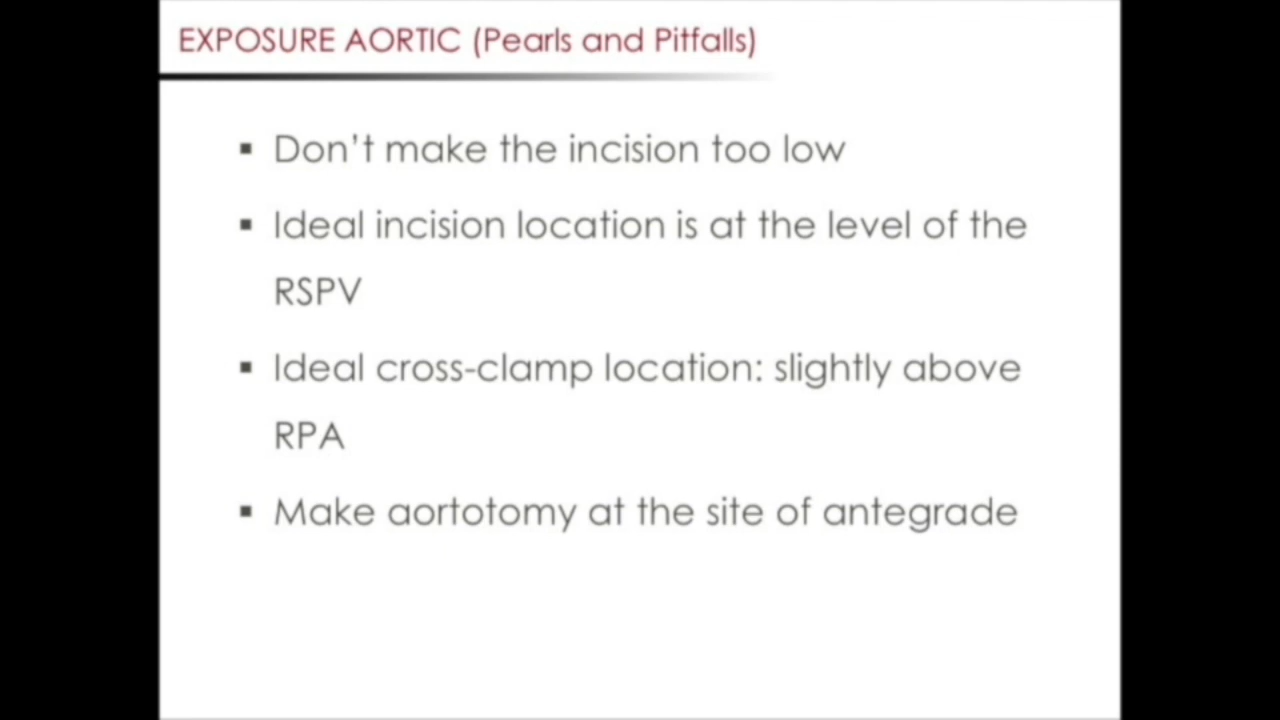 EXPOSURE AORTIC (Pearls and Pitfalls)
▪ Don’t make the incision too low
▪ Ideal incision location is at the level of the
RSPV
▪ Ideal cross-clamp location: slightly above
RPA
▪ Make aortotomy at the site of antegrade